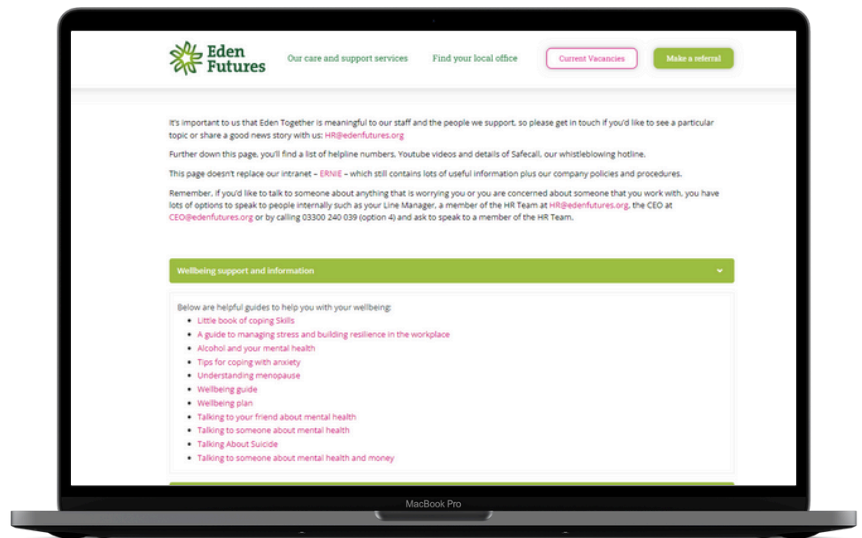 Eden
Futures
Our care and support services
Find your local office
Current Vacancies
Make a referral
It's important to us that Eden Together is meaningful to our staff and the people we support, so please get in touch if you'd like to see a particular
topic or share a good news story with us: HR@edenfutures.org
Further down this page, you'll find a list of helpline numbers, Youtube videos and details of Safecall, our whistleblowing hotline.
This page doesn't replace our intranet – ERNIE – which still contains lots of useful information plus our company policies and procedures.
Remember, if you'd like to talk to someone about anything that is worrying you or you are concerned about someone that you work with, you have
lots of options to speak to people internally such as your Line Manager, a member of the HR Team at HR@edenfutures.org, the CEO at
CEO@edenfutures.org or by calling 03300 240 039 (option 4) and ask to speak to a member of the HR Team.
Wellbeing support and information
Below are helpful guides to help you with your wellbeing:
Little book of coping Skills
A guide to managing stress and building resilience in the workplace
Alcohol and your mental health
Tips for coping with anxiety
Understanding menopause
Wellbeing guide
Wellbeing plan
Talking to your friend about mental health
Talking to someone about mental health
Talking About Suicide
Talking to someone about mental health and money
MacBook Pro